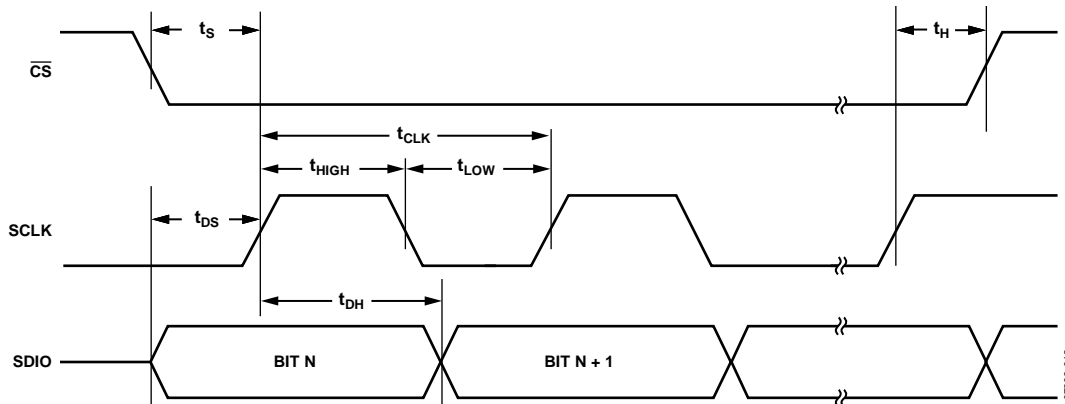 tS
tH
CS
tCLK
tHIGH
tLOW
tDS
SCLK
tDH
SDIO
BIT N
BIT N + 1